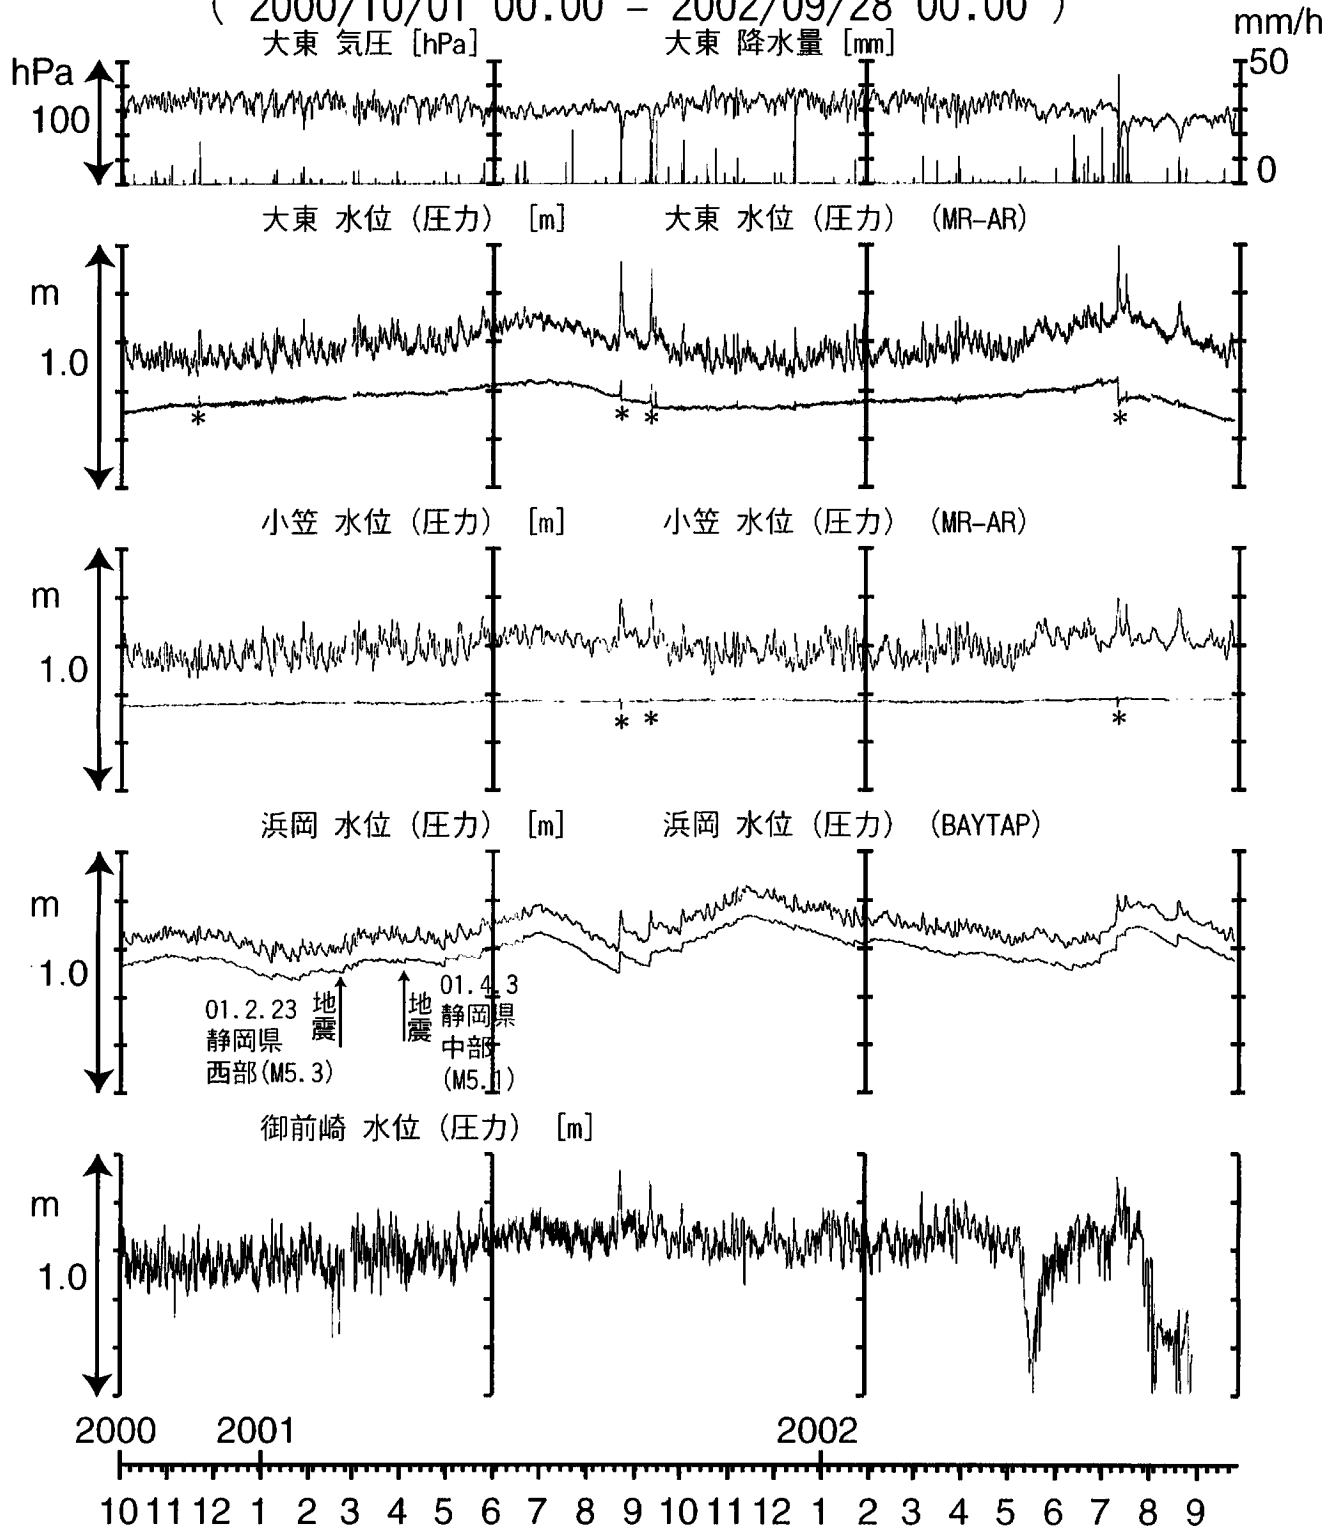 ( 2000/10/01 00:00 - 2002/09/28 00:00 )
大東 気圧 [hPa] 大東 降水量 [mm] mm/h
hPa 50
100
0
大東 水位 (圧力) [m] 大東 水位 (圧力) (MR-AR)
m
1.0
* * * *
小笠 水位 (圧力) [m] 小笠 水位 (圧力) (MR-AR)
m
1.0
* * *
浜岡 水位 (圧力) [m] 浜岡 水位 (圧力) (BAYTAP)
m
1.0
01.2.23
静岡県
西部(M5.3)
地震
地震
01.4.3
静岡県
中部
(M5.1)
御前崎 水位 (圧力) [m]
m
1.0
2000 2001 2002
10 11 12 1 2 3 4 5 6 7 8 9 10 11 12 1 2 3 4 5 6 7 8 9